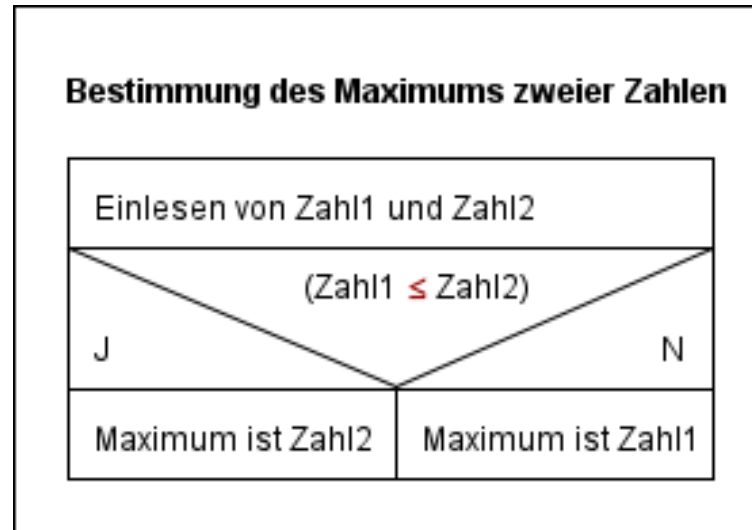 Bestimmung des Maximums zweier Zahlen
Einlesen von Zahl1 und Zahl2
(Zahl1 ≤ Zahl2)
J
N
Maximum ist Zahl2
Maximum ist Zahl1